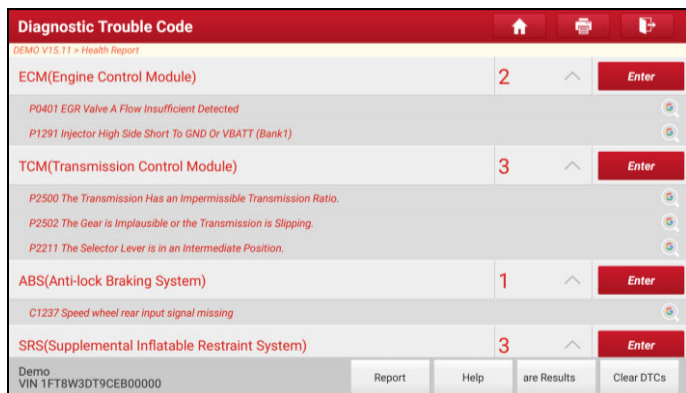 Diagnostic Trouble Code
DEMO V15.11 > Health Report
ECM(Engine Control Module) 2 Enter
P0401 EGR Valve A Flow Insufficient Detected
P1291 Injector High Side Short To GND Or VBATT (Bank1)
TCM(Transmission Control Module) 3 Enter
P2500 The Transmission Has an Impermissible Transmission Ratio.
P2502 The Gear is Implausible or the Transmission is Slipping.
P2211 The Selector Lever is in an Intermediate Position.
ABS(Anti-lock Braking System) 1 Enter
C1237 Speed wheel rear input signal missing
SRS(Supplemental Inflatable Restraint System) 3 Enter
Demo
VIN 1FT8W3DT9CEB00000
Report Help are Results Clear DTCs